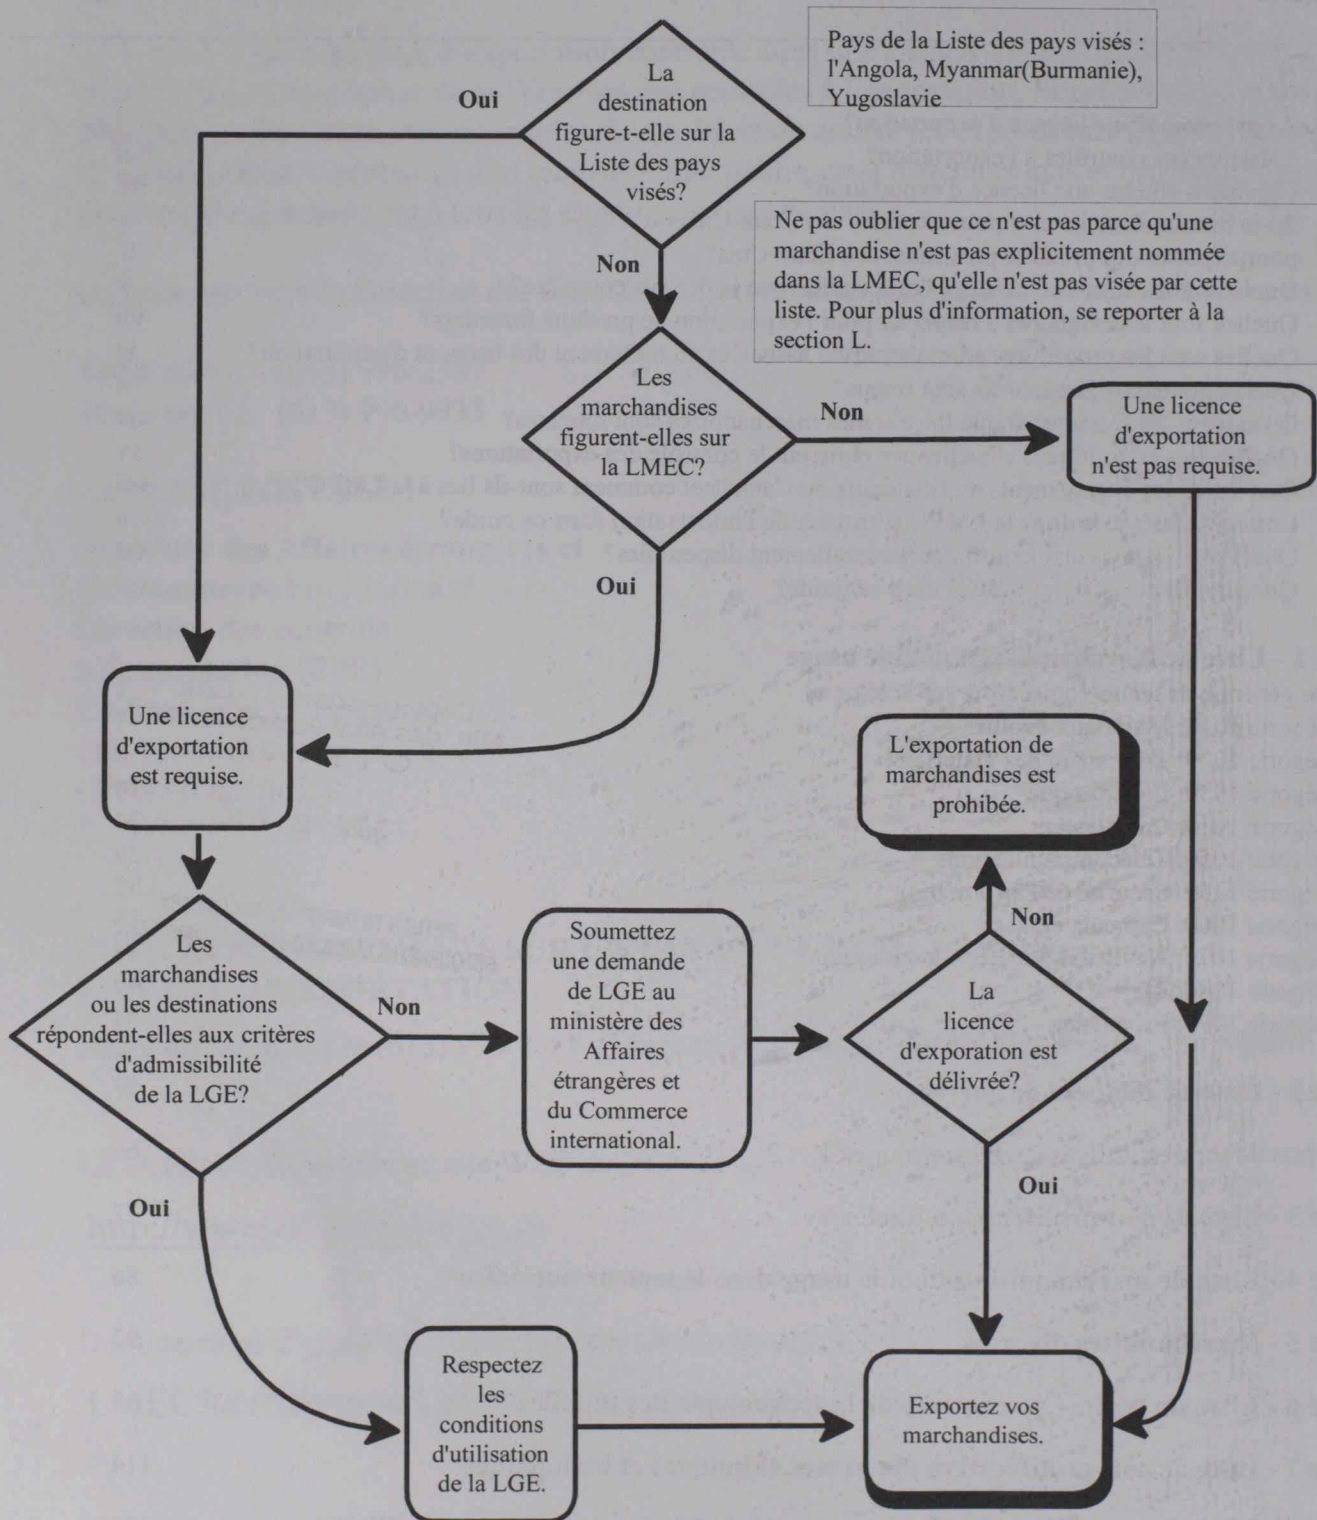 Pays de la Liste des pays visés :
l'Angola, Myanmar(Burmanie),
Yugoslavie
La
destination
figure-t-elle sur la
Liste des pays
visés?
Oui
Non
Ne pas oublier que ce n'est pas parce qu'une
marchandise n'est pas explicitement nommée
dans la LMEC, qu'elle n'est pas visée par cette
liste. Pour plus d'information, se reporter à la
section L.
Les
marchandises
figurent-elles sur
la LMEC?
Non
Une licence
d'exportation
n'est pas requise.
Oui
Une licence
d'exportation
est requise.
L'exportation de
marchandises est
prohibée.
Non
Les
marchandises
ou les destinations
répondent-elles aux critères
d'admissibilité
de la LGE?
Non
Soumettez
une demande
de LGE au
ministère des
Affaires
étrangères et
du Commerce
international.
La
licence
d'exporation est
délivrée?
Oui
Oui
Respectez
les
conditions
d'utilisation
de la LGE.
Exportez vos
marchandises.